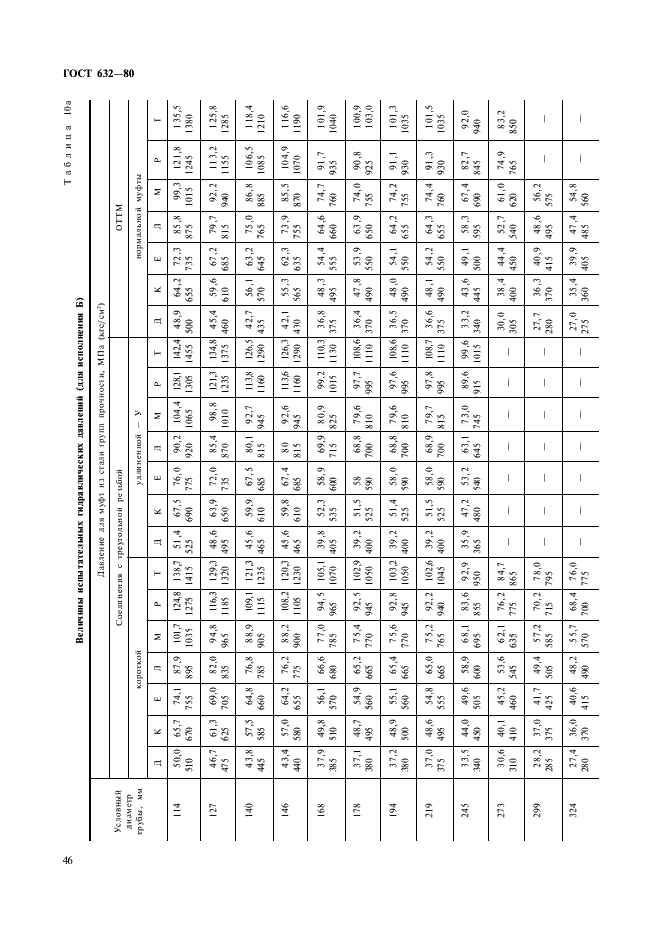 ГОСТ 632—80
Таблица 10а
Величины испытательных гидравлических давлений (для исполнения Б)
Условный диаметр трубы, мм
Давление для муфт из стали групп прочности, МПа (кгс/см²)
Соединения с треугольной резьбой ОТТМ
короткой удлиненной — У нормальной муфты
Д К Е Л М Р Т Д К Е Л М Р Т Д К Е Л М Р Т
114 50,0 65,7 74,1 87,9 101,7 124,8 138,7 51,4 67,5 76,0 90,2 104,4 128,1 142,4 48,9 64,2 72,3 85,8 99,3 121,8 135,5
510 670 755 895 1035 1275 1415 525 690 775 920 1065 1305 1455 500 655 735 875 1015 1245 1380
127 46,7 61,3 69,0 82,0 94,8 116,3 129,3 48,6 63,9 72,0 85,4 98,8 121,3 134,8 45,4 59,6 67,2 79,7 92,2 113,2 125,8
475 625 705 835 965 1185 1320 495 650 735 870 1010 1235 1375 460 610 685 815 940 1155 1285
140 43,8 57,5 64,8 76,8 88,9 109,1 121,3 45,6 59,9 67,5 80,1 92,7 113,8 126,5 42,7 56,1 63,2 75,0 86,8 106,5 118,4
445 585 660 785 905 1115 1235 465 610 685 815 945 1160 1290 435 570 645 765 885 1085 1210
146 43,4 57,0 64,2 76,2 88,2 108,2 120,3 45,6 59,8 67,4 80 92,6 113,6 126,3 42,1 55,3 62,3 73,9 85,5 104,9 116,6
440 580 655 775 900 1105 1230 465 610 685 815 945 1160 1290 430 565 635 755 870 1070 1190
168 37,9 49,8 56,1 66,6 77,0 94,5 105,1 39,8 52,3 58,9 69,9 80,9 99,2 110,3 36,8 48,3 54,4 64,6 74,7 91,7 101,9
385 510 570 680 785 965 1070 405 535 600 715 825 1015 1130 375 495 555 660 760 935 1040
178 37,1 48,7 54,9 65,2 75,4 92,5 102,9 39,2 51,5 58 68,8 79,6 97,7 108,6 36,4 47,8 53,9 63,9 74,0 90,8 100,9
380 495 560 665 770 945 1050 400 525 590 700 810 995 1110 370 490 550 650 755 925 103,0
194 37,2 48,9 55,1 65,4 75,6 92,8 103,2 39,2 51,4 58,0 68,8 79,6 97,6 108,6 36,5 48,0 54,1 64,2 74,2 91,1 101,3
380 500 560 665 770 945 1050 400 525 590 700 810 995 1110 370 490 550 655 755 930 1035
219 37,0 48,6 54,8 65,0 75,2 92,2 102,6 39,2 51,5 58,0 68,9 79,7 97,8 108,7 36,6 48,1 54,2 64,3 74,4 91,3 101,5
375 495 555 665 765 940 1045 400 525 590 700 815 995 1110 375 490 550 655 760 930 1035
245 33,5 44,0 49,6 58,9 68,1 83,6 92,9 35,9 47,2 53,2 63,1 73,0 89,6 99,6 33,2 43,6 49,1 58,3 67,4 82,7 92,0
340 450 505 600 695 855 950 365 480 540 645 745 915 1015 340 445 500 595 690 845 940
273 30,6 40,1 45,2 53,6 62,1 76,2 84,7 — — — — — — — 30,0 38,4 44,4 52,7 61,0 74,9 83,2
310 410 460 545 635 775 865 305 400 450 540 620 765 850
299 28,2 37,0 41,7 49,4 57,2 70,2 78,0 — — — — — — — 27,7 36,3 40,9 48,6 56,2 — —
285 375 425 505 585 715 795 280 370 415 495 575
324 27,4 36,0 40,6 48,2 55,7 68,4 76,0 — — — — — — — 27,0 35,4 39,9 47,4 54,8 — —
280 370 415 490 570 700 775 275 360 405 485 560
46